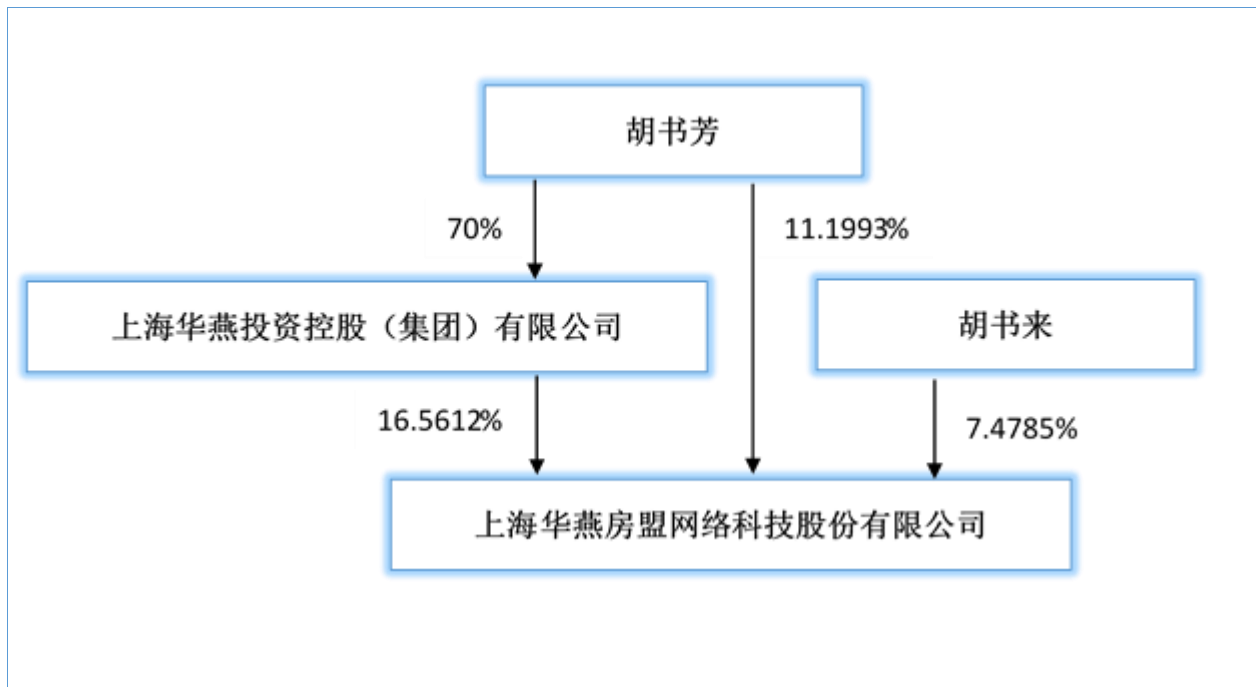 胡书芳
70%
11.1993%
上海华燕投资控股（集团）有限公司
胡书来
16.5612%
7.4785%
上海华燕房盟网络科技股份有限公司